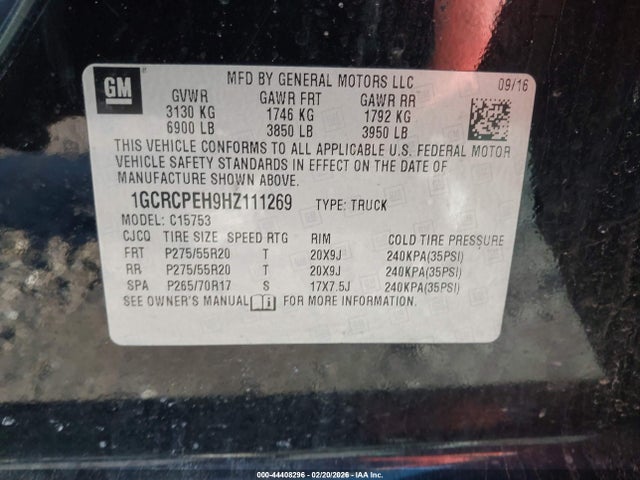 GM
MFD BY GENERAL MOTORS LLC 09/16
GVWR GAWR FRT GAWR RR
3130 KG 1746 KG 1792 KG
6900 LB 3850 LB 3950 LB
THIS VEHICLE CONFORMS TO ALL APPLICABLE U.S. FEDERAL MOTOR
VEHICLE SAFETY STANDARDS IN EFFECT ON THE DATE OF
MANUFACTURE SHOWN ABOVE.
1GCRCPEH9HZ111269 TYPE: TRUCK
MODEL: C15753
CJCQ TIRE SIZE SPEED RTG RIM COLD TIRE PRESSURE
FRT P275/55R20 T 20X9J 240KPA(35PSI)
RR P275/55R20 T 20X9J 240KPA(35PSI)
SPA P265/70R17 S 17X7.5J 240KPA(35PSI)
SEE OWNER'S MANUAL FOR MORE INFORMATION.
000-44408296 - 02/20/2026 - IAAI.com